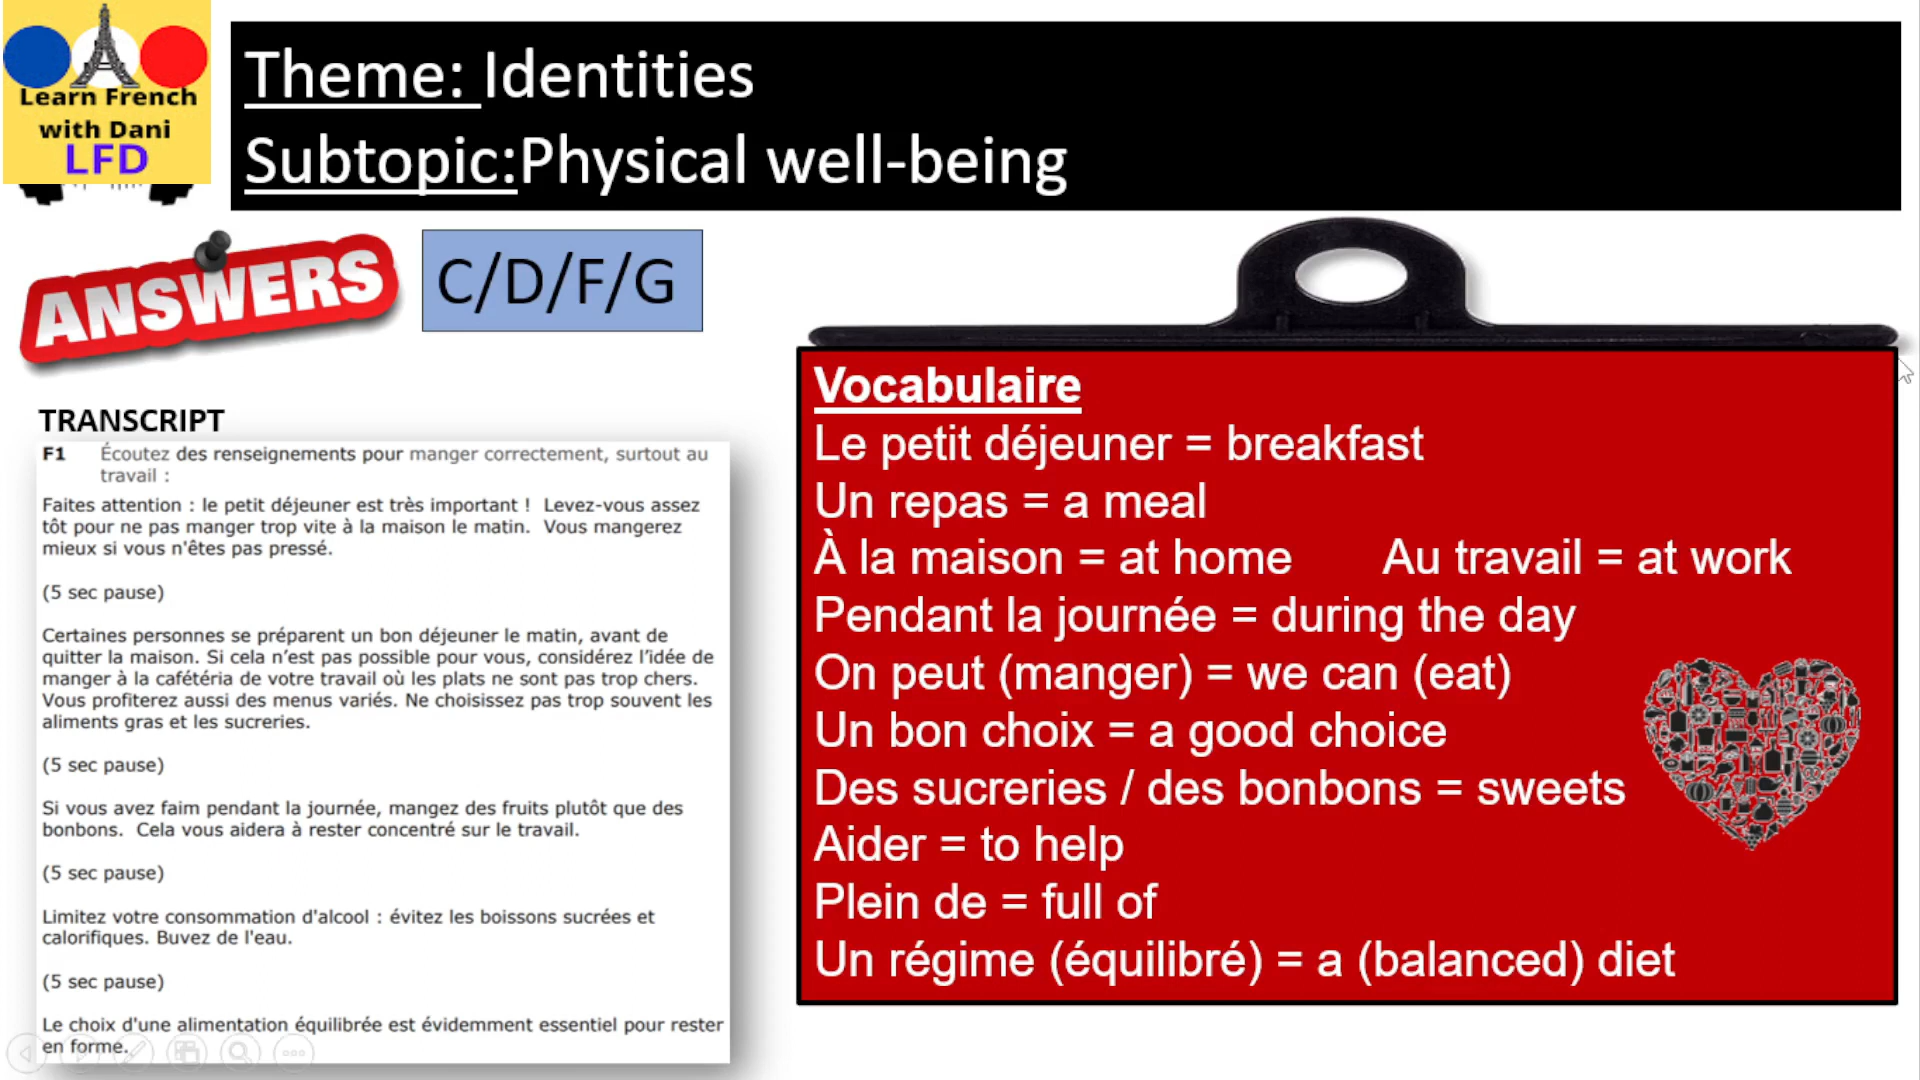 Learn French
with Dani
LFD
Theme: Identities
Subtopic:Physical well-being
ANSWERS
C/D/F/G
TRANSCRIPT
F1 Écoutez des renseignements pour manger correctement, surtout au
travail :
Faites attention : le petit déjeuner est très important ! Levez-vous assez
tôt pour ne pas manger trop vite à la maison le matin. Vous mangerez
mieux si vous n'êtes pas pressé.
(5 sec pause)
Certaines personnes se préparent un bon déjeuner le matin, avant de
quitter la maison. Si cela n’est pas possible pour vous, considérez l’idée de
manger à la cafétéria de votre travail où les plats ne sont pas trop chers.
Vous profiterez aussi des menus variés. Ne choisissez pas trop souvent les
aliments gras et les sucreries.
(5 sec pause)
Si vous avez faim pendant la journée, mangez des fruits plutôt que des
bonbons. Cela vous aidera à rester concentré sur le travail.
(5 sec pause)
Limitez votre consommation d'alcool : évitez les boissons sucrées et
calorifiques. Buvez de l'eau.
(5 sec pause)
Le choix d'une alimentation équilibrée est évidemment essentiel pour rester
en forme.
Vocabulaire
Le petit déjeuner = breakfast
Un repas = a meal
À la maison = at home Au travail = at work
Pendant la journée = during the day
On peut (manger) = we can (eat)
Un bon choix = a good choice
Des sucreries / des bonbons = sweets
Aider = to help
Plein de = full of
Un régime (équilibré) = a (balanced) diet